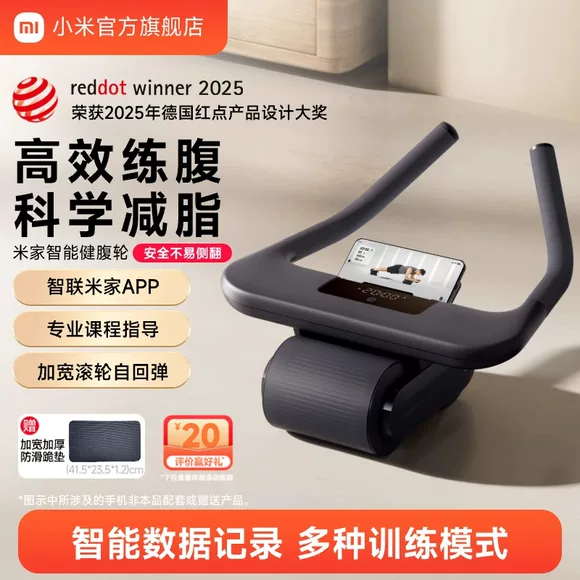 小米官方旗舰店
reddot winner 2025
荣获2025年德国红点产品设计大奖
高效练腹
科学减脂
米家智能健腹轮 安全不易侧翻
智联米家APP
专业课程指导
加宽滚轮自回弹
赠
加宽加厚
防滑跪垫
(41.5*23.5*1.2)cm
¥20
评价赢好礼
*图示中所涉及的手机非本品配套或赠送产品。
智能数据记录 多种训练模式
20:00